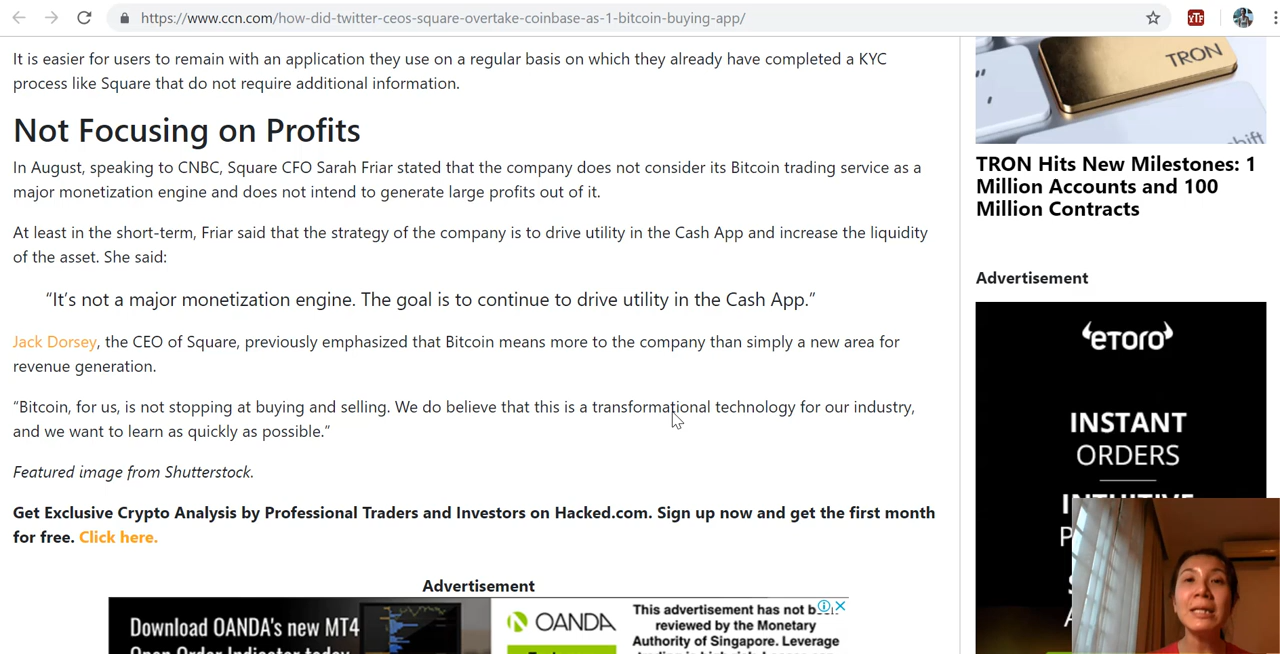 https://www.ccn.com/how-did-twitter-ceos-square-overtake-coinbase-as-1-bitcoin-buying-app/
YTF
It is easier for users to remain with an application they use on a regular basis on which they already have completed a KYC
process like Square that do not require additional information.
Not Focusing on Profits
In August, speaking to CNBC, Square CFO Sarah Friar stated that the company does not consider its Bitcoin trading service as a
major monetization engine and does not intend to generate large profits out of it.
At least in the short-term, Friar said that the strategy of the company is to drive utility in the Cash App and increase the liquidity
of the asset. She said:
“It’s not a major monetization engine. The goal is to continue to drive utility in the Cash App.”
Jack Dorsey, the CEO of Square, previously emphasized that Bitcoin means more to the company than simply a new area for
revenue generation.
“Bitcoin, for us, is not stopping at buying and selling. We do believe that this is a transformational technology for our industry,
and we want to learn as quickly as possible.”
Featured image from Shutterstock.
Get Exclusive Crypto Analysis by Professional Traders and Investors on Hacked.com. Sign up now and get the first month
for free. Click here.
Advertisement
Download OANDA's new MT4
Open Order Indicator today
OANDA
This advertisement has not b
reviewed by the Monetary
Authority of Singapore. Leverage
TRON
shift
TRON Hits New Milestones: 1
Million Accounts and 100
Million Contracts
Advertisement
eToro
INSTANT
ORDERS
INTUITIVE